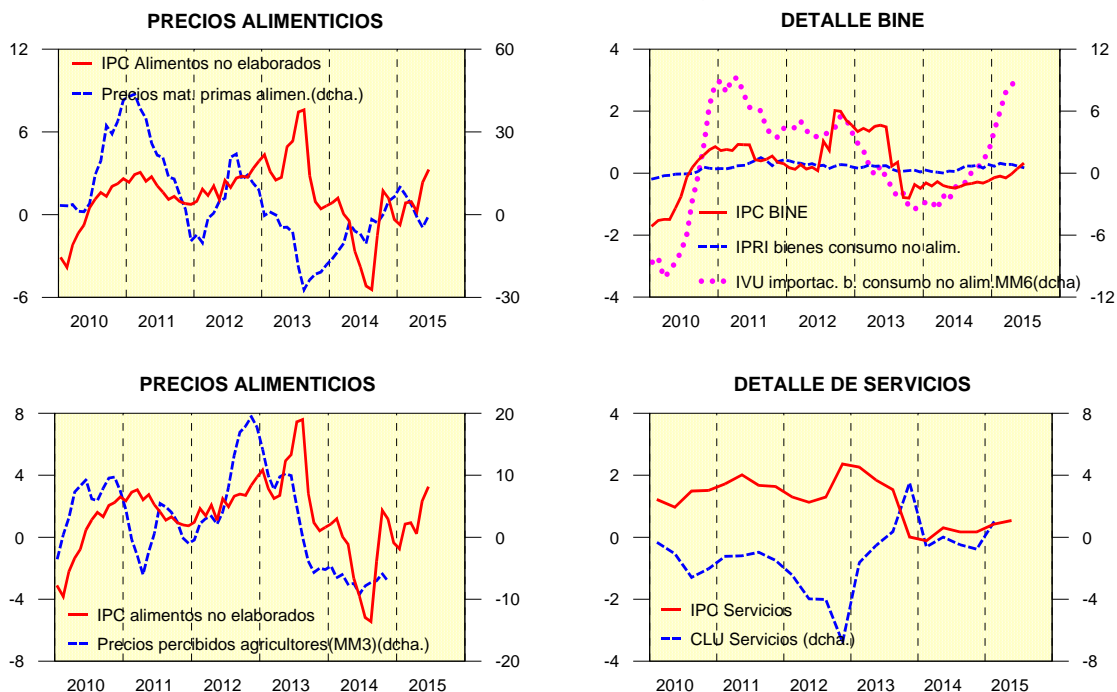 PRECIOS ALIMENTICIOS
12
6
0
-6
60
30
0
-30
IPC Alimentos no elaborados
Precios mat. primas alimen.(dcha.)
2010 2011 2012 2013 2014 2015
DETALLE BINE
4
2
0
-2
-4
12
6
0
-6
-12
IPC BINE
IPRI bienes consumo no alim.
IVU importac. b. consumo no alim.MM6(dcha)
2010 2011 2012 2013 2014 2015
PRECIOS ALIMENTICIOS
8
4
0
-4
-8
20
10
0
-10
-20
IPC alimentos no elaborados
Precios percibidos agricultores(MM3)(dcha.)
2010 2011 2012 2013 2014 2015
DETALLE DE SERVICIOS
4
2
0
-2
-4
8
4
0
-4
-8
IPC Servicios
CLU Servicios (dcha.)
2010 2011 2012 2013 2014 2015